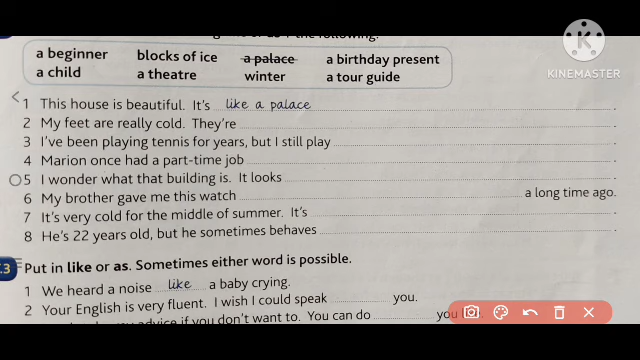 or as + the following.
a beginner blocks of ice a palace a birthday present
a child a theatre winter a tour guide
KINEMASTER
1 This house is beautiful. It's like a palace.
2 My feet are really cold. They're .
3 I've been playing tennis for years, but I still play .
4 Marion once had a part-time job .
5 I wonder what that building is. It looks .
6 My brother gave me this watch a long time ago.
7 It's very cold for the middle of summer. It's .
8 He's 22 years old, but he sometimes behaves .
.3 Put in like or as. Sometimes either word is possible.
1 We heard a noise like a baby crying.
2 Your English is very fluent. I wish I could speak you.
advice if you don't want to. You can do you